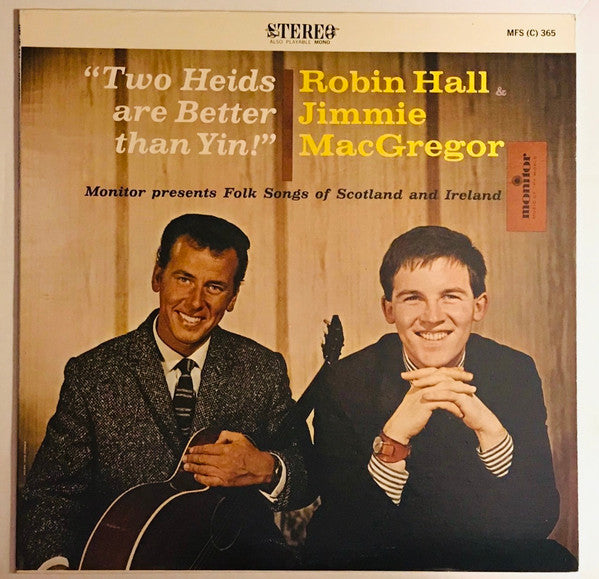 STEREO
ALSO PLAYABLE MONO
MFS (C) 365
"Two Heids
are Better
than Yin!"
Robin Hall &
Jimmie
MacGregor
Monitor presents Folk Songs of Scotland and Ireland
monitor